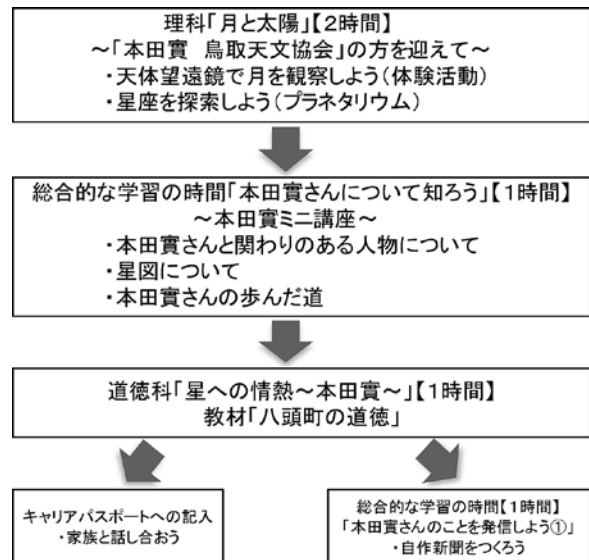 理科「月と太陽」【2時間】
～「本田實　鳥取天文協会」の方を迎えて～
・天体望遠鏡で月を観察しよう（体験活動）
・星座を探索しよう（プラネタリウム）
総合的な学習の時間「本田實さんについて知ろう」【1時間】
～本田實ミニ講座～
・本田實さんと関わりのある人物について
・星図について
・本田實さんの歩んだ道
道徳科「星への情熱～本田實～」【1時間】
教材「八頭町の道徳」
キャリアパスポートへの記入
・家族と話し合おう
総合的な学習の時間【1時間】
「本田實さんのことを発信しよう①」
・自作新聞をつくろう